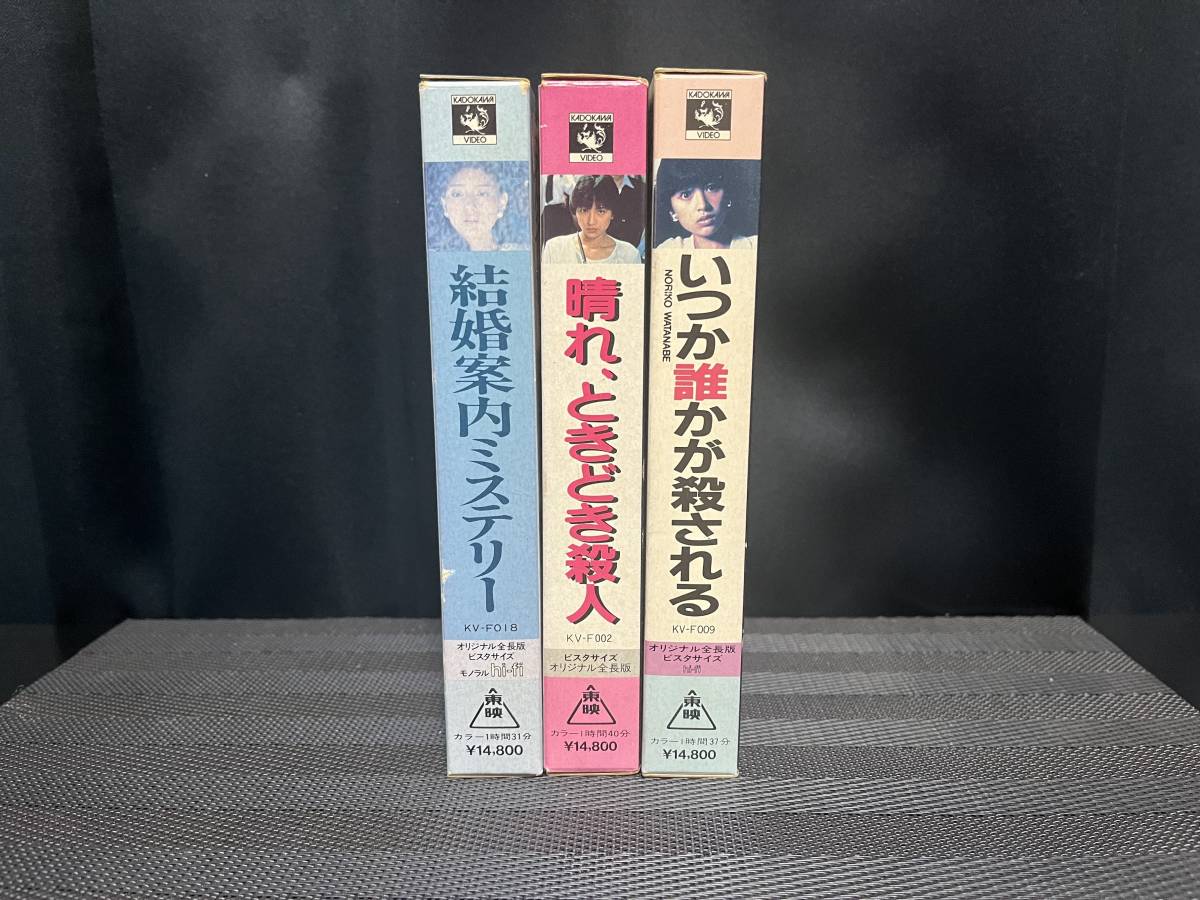 KADOKAWA
VIDEO
結婚案内ミステリー
KV-F018
オリジナル全長版
ビスタサイズ
モノラル hi-fi
東映
カラー1時間31分
¥14,800
KADOKAWA
VIDEO
晴れ、ときどき殺人
KV-F002
ビスタサイズ
オリジナル全長版
東映
カラー1時間40分
¥14,800
KADOKAWA
VIDEO
いつか誰かが殺される
NORIKO WATANABE
KV-F009
オリジナル全長版
ビスタサイズ
hi-fi
東映
カラー1時間37分
¥14,800